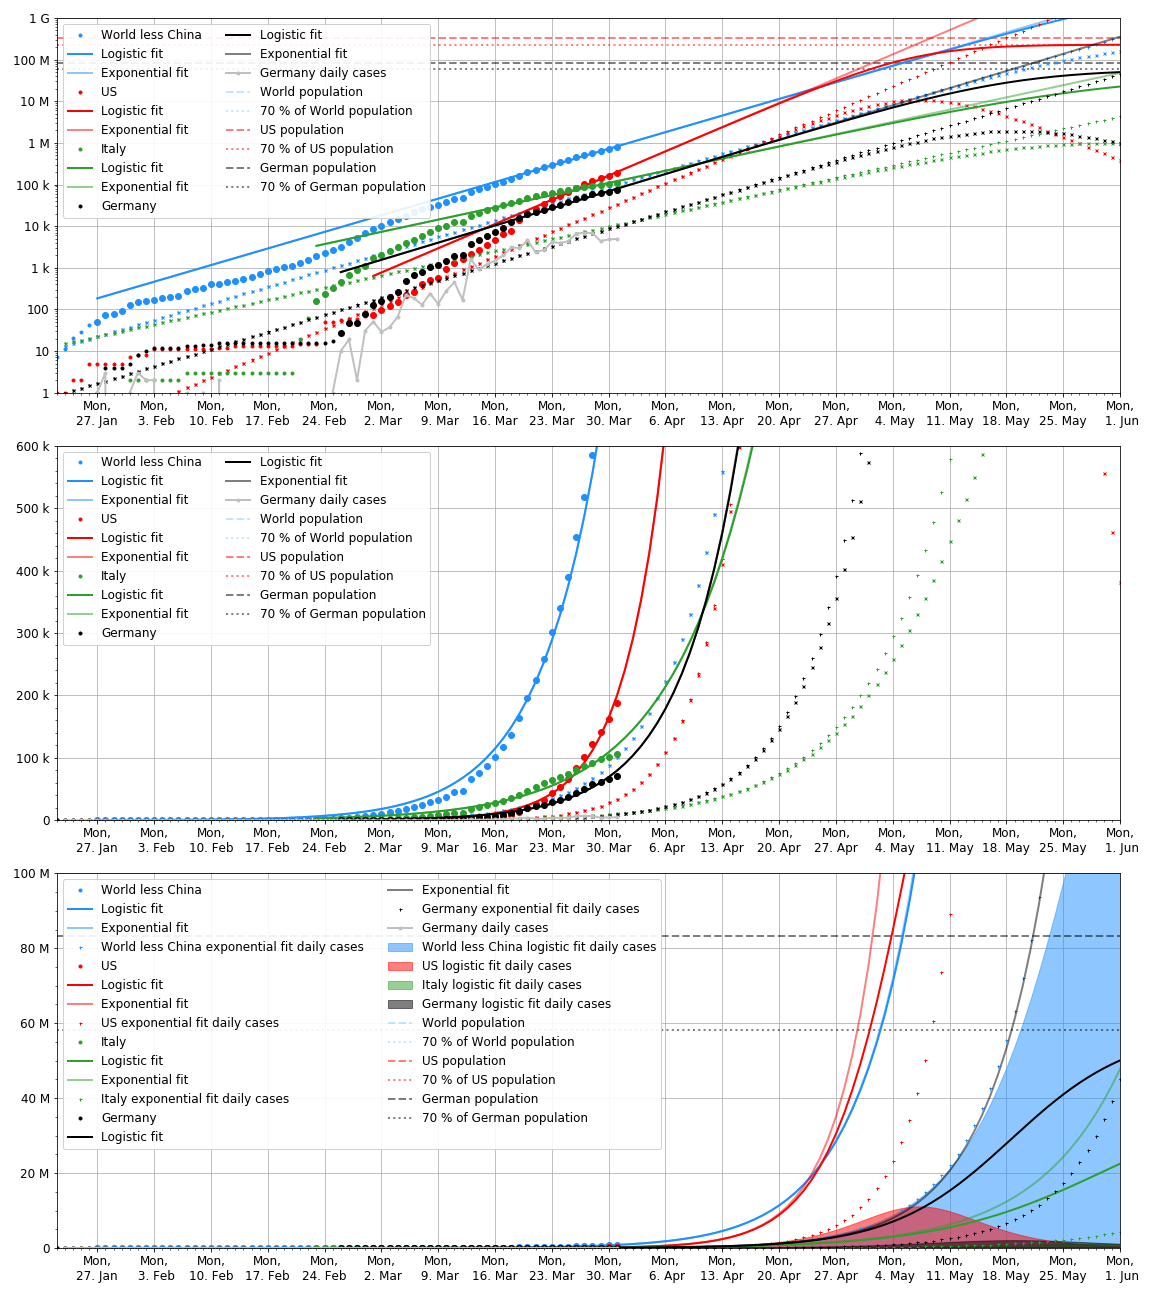 1 G
100 M
10 M
1 M
100 k
10 k
1 k
100
10
1
World less China
Logistic fit
Exponential fit
US
Logistic fit
Exponential fit
Italy
Logistic fit
Exponential fit
Germany
Logistic fit
Exponential fit
Germany daily cases
World population
70 % of World population
US population
70 % of US population
German population
70 % of German population
Mon, Mon, Mon, Mon, Mon, Mon, Mon, Mon, Mon, Mon, Mon, Mon, Mon, Mon, Mon, Mon, Mon, Mon, Mon,
27. Jan 3. Feb 10. Feb 17. Feb 24. Feb 2. Mar 9. Mar 16. Mar 23. Mar 30. Mar 6. Apr 13. Apr 20. Apr 27. Apr 4. May 11. May 18. May 25. May 1. Jun
600 k
500 k
400 k
300 k
200 k
100 k
0
World less China
Logistic fit
Exponential fit
US
Logistic fit
Exponential fit
Italy
Logistic fit
Exponential fit
Germany
Logistic fit
Exponential fit
Germany daily cases
World population
70 % of World population
US population
70 % of US population
German population
70 % of German population
Mon, Mon, Mon, Mon, Mon, Mon, Mon, Mon, Mon, Mon, Mon, Mon, Mon, Mon, Mon, Mon, Mon, Mon, Mon,
27. Jan 3. Feb 10. Feb 17. Feb 24. Feb 2. Mar 9. Mar 16. Mar 23. Mar 30. Mar 6. Apr 13. Apr 20. Apr 27. Apr 4. May 11. May 18. May 25. May 1. Jun
100 M
80 M
60 M
40 M
20 M
0
World less China
Logistic fit
Exponential fit
World less China exponential fit daily cases
US
Logistic fit
Exponential fit
US exponential fit daily cases
Italy
Logistic fit
Exponential fit
Italy exponential fit daily cases
Germany
Logistic fit
Exponential fit
Germany exponential fit daily cases
Germany daily cases
World less China logistic fit daily cases
US logistic fit daily cases
Italy logistic fit daily cases
Germany logistic fit daily cases
World population
70 % of World population
US population
70 % of US population
German population
70 % of German population
Mon, Mon, Mon, Mon, Mon, Mon, Mon, Mon, Mon, Mon, Mon, Mon, Mon, Mon, Mon, Mon, Mon, Mon, Mon,
27. Jan 3. Feb 10. Feb 17. Feb 24. Feb 2. Mar 9. Mar 16. Mar 23. Mar 30. Mar 6. Apr 13. Apr 20. Apr 27. Apr 4. May 11. May 18. May 25. May 1. Jun